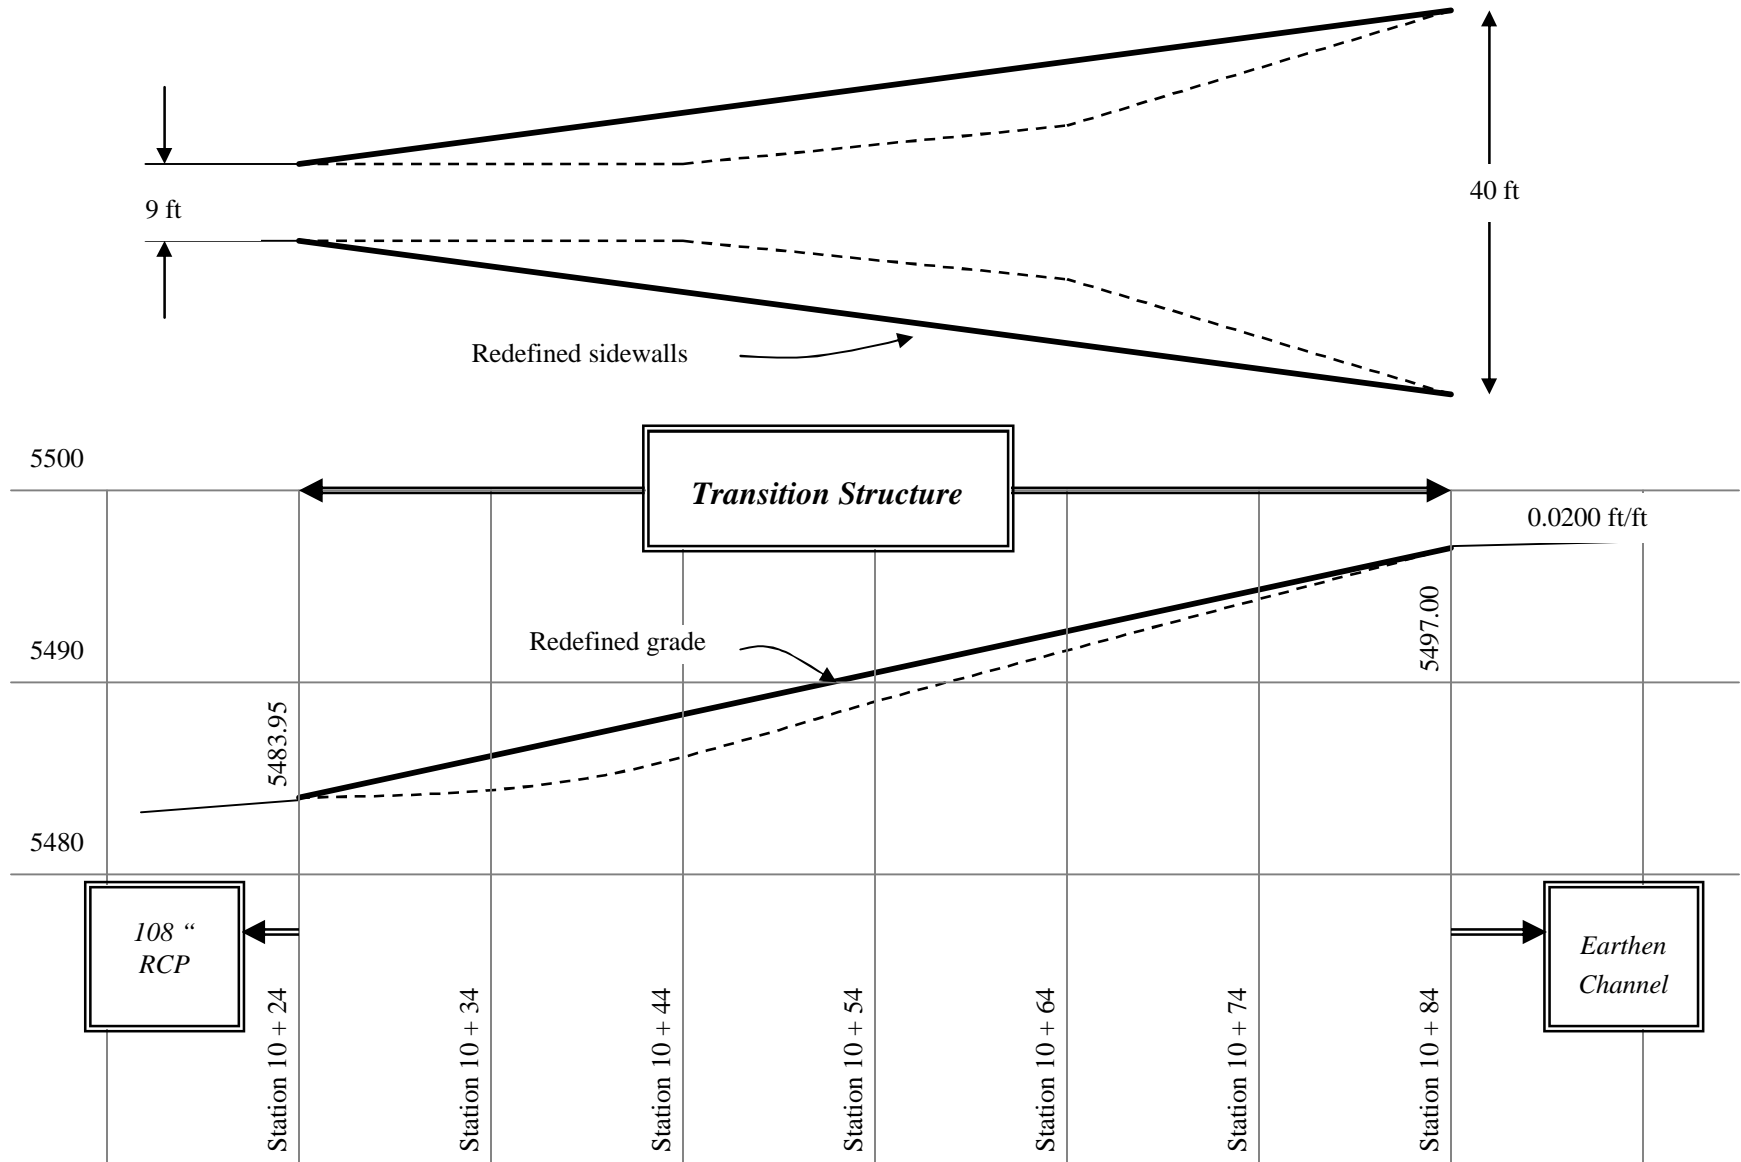 9 ft
40 ft
Redefined sidewalls
5500
Transition Structure
0.0200 ft/ft
5497.00
Redefined grade
5490
5483.95
5480
108 “
RCP
Earthen
Channel
Station 10 + 24
Station 10 + 34
Station 10 + 44
Station 10 + 54
Station 10 + 64
Station 10 + 74
Station 10 + 84